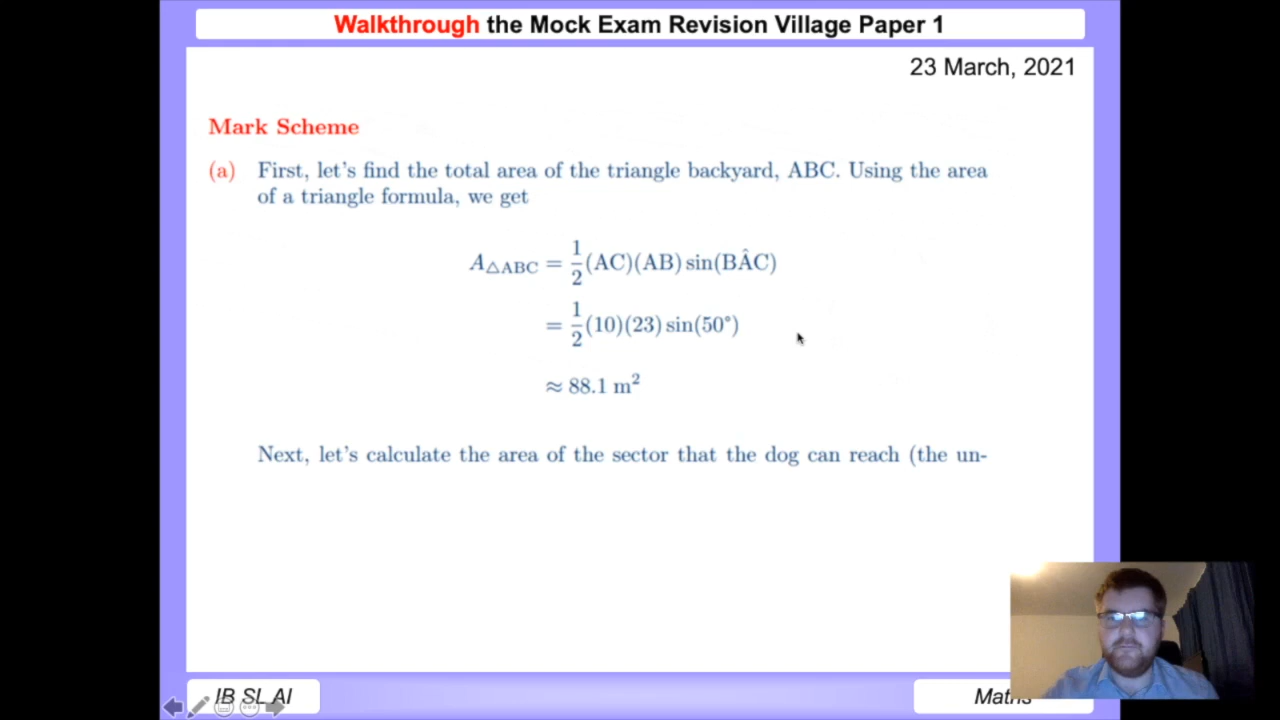 Walkthrough the Mock Exam Revision Village Paper 1
23 March, 2021
Mark Scheme
(a) First, let's find the total area of the triangle backyard, ABC. Using the area
of a triangle formula, we get
A△ABC = 1/2 (AC)(AB) sin(BÂC)
= 1/2 (10)(23) sin(50°)
≈ 88.1 m²
Next, let's calculate the area of the sector that the dog can reach (the un-
IB SL AI
Maths